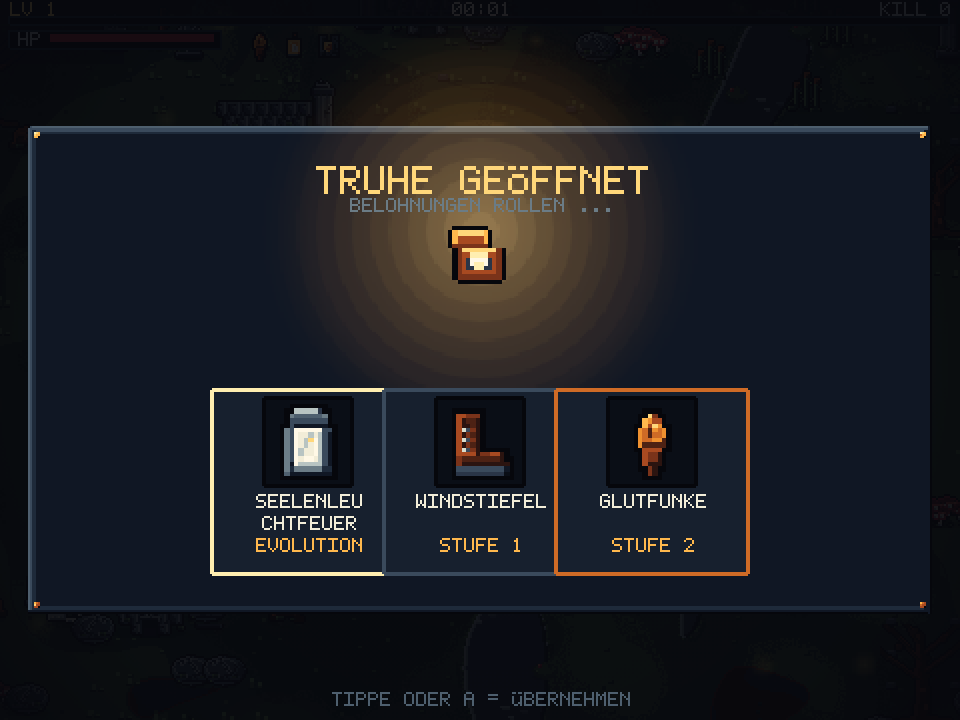 LV 1 00:01 KILL 0
HP
TRUHE GEöFFNET
BELOHNUNGEN ROLLEN ...
SEELENLEU
CHTFEUER
EVOLUTION
WINDSTIEFEL
STUFE 1
GLUTFUNKE
STUFE 2
TIPPE ODER A = üBERNEHMEN